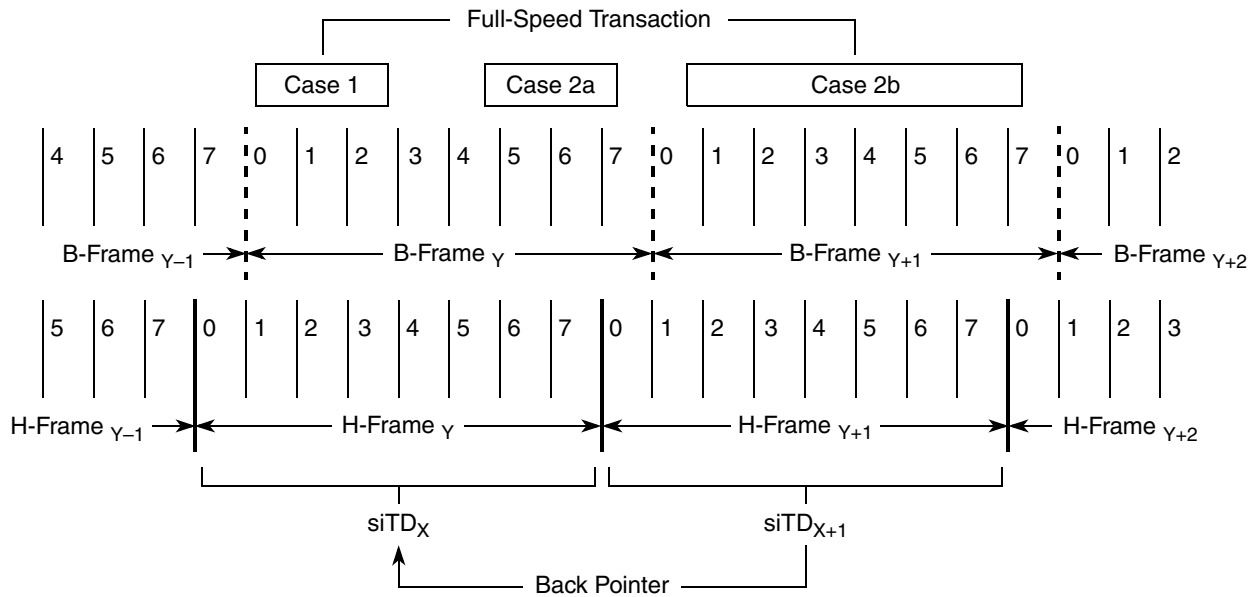 Full-Speed Transaction
Case 1 Case 2a Case 2b
4 5 6 7 0 1 2 3 4 5 6 7 0 1 2 3 4 5 6 7 0 1 2
B-Frame Y–1 B-Frame Y B-Frame Y+1 B-Frame Y+2
5 6 7 0 1 2 3 4 5 6 7 0 1 2 3 4 5 6 7 0 1 2 3
H-Frame Y–1 H-Frame Y H-Frame Y+1 H-Frame Y+2
siTDX siTDX+1
Back Pointer